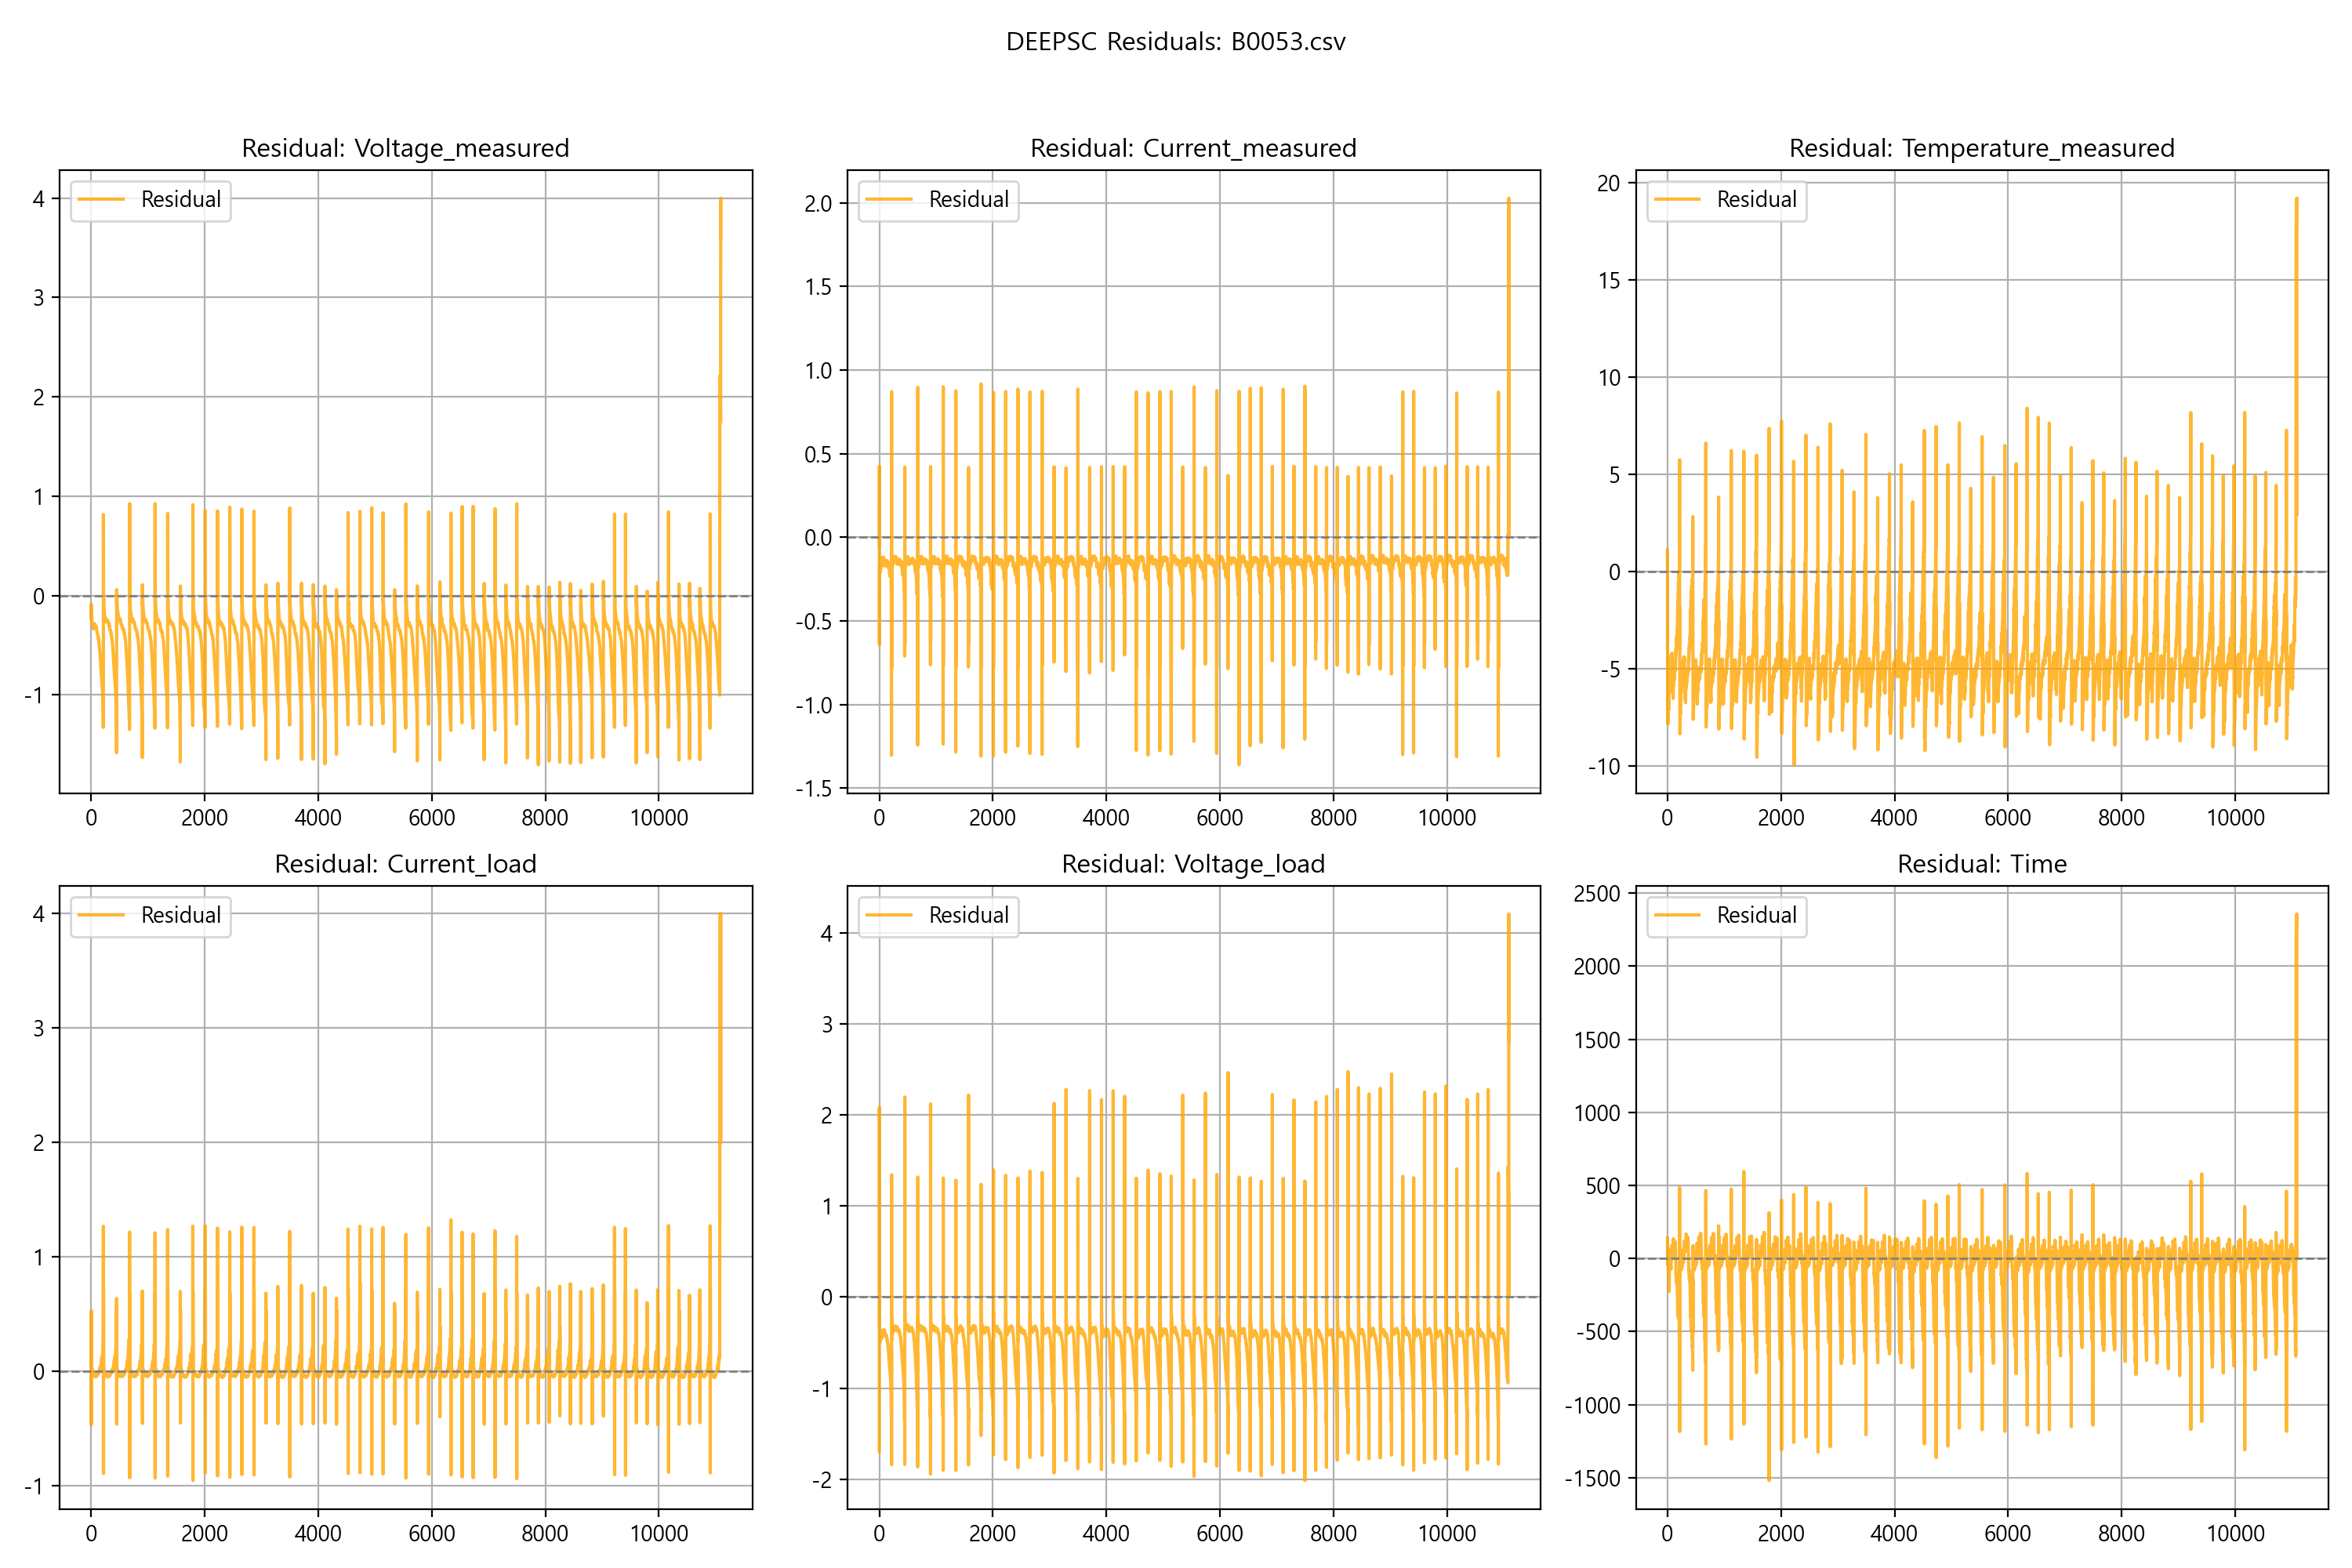 DEEPSC Residuals: B0053.csv
Residual: Voltage_measured
Residual
4
3
2
1
0
-1
0 2000 4000 6000 8000 10000
Residual: Current_measured
Residual
2.0
1.5
1.0
0.5
0.0
-0.5
-1.0
-1.5
0 2000 4000 6000 8000 10000
Residual: Temperature_measured
Residual
20
15
10
5
0
-5
-10
0 2000 4000 6000 8000 10000
Residual: Current_load
Residual
4
3
2
1
0
-1
0 2000 4000 6000 8000 10000
Residual: Voltage_load
Residual
4
3
2
1
0
-1
-2
0 2000 4000 6000 8000 10000
Residual: Time
Residual
2500
2000
1500
1000
500
0
-500
-1000
-1500
0 2000 4000 6000 8000 10000